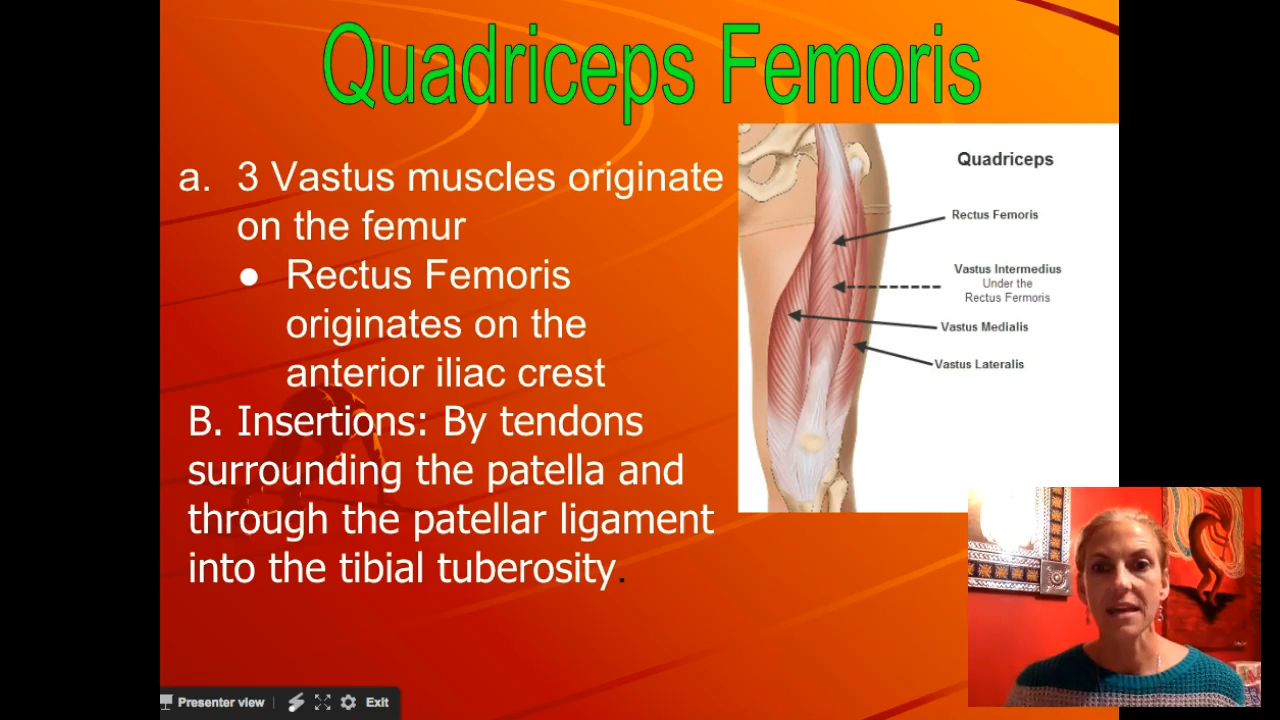 Quadriceps Femoris
a. 3 Vastus muscles originate
on the femur
● Rectus Femoris
originates on the
anterior iliac crest
B. Insertions: By tendons
surrounding the patella and
through the patellar ligament
into the tibial tuberosity.
Quadriceps
Rectus Femoris
Vastus Intermedius
Under the
Rectus Fermoris
Vastus Medialis
Vastus Lateralis
Presenter view
Exit